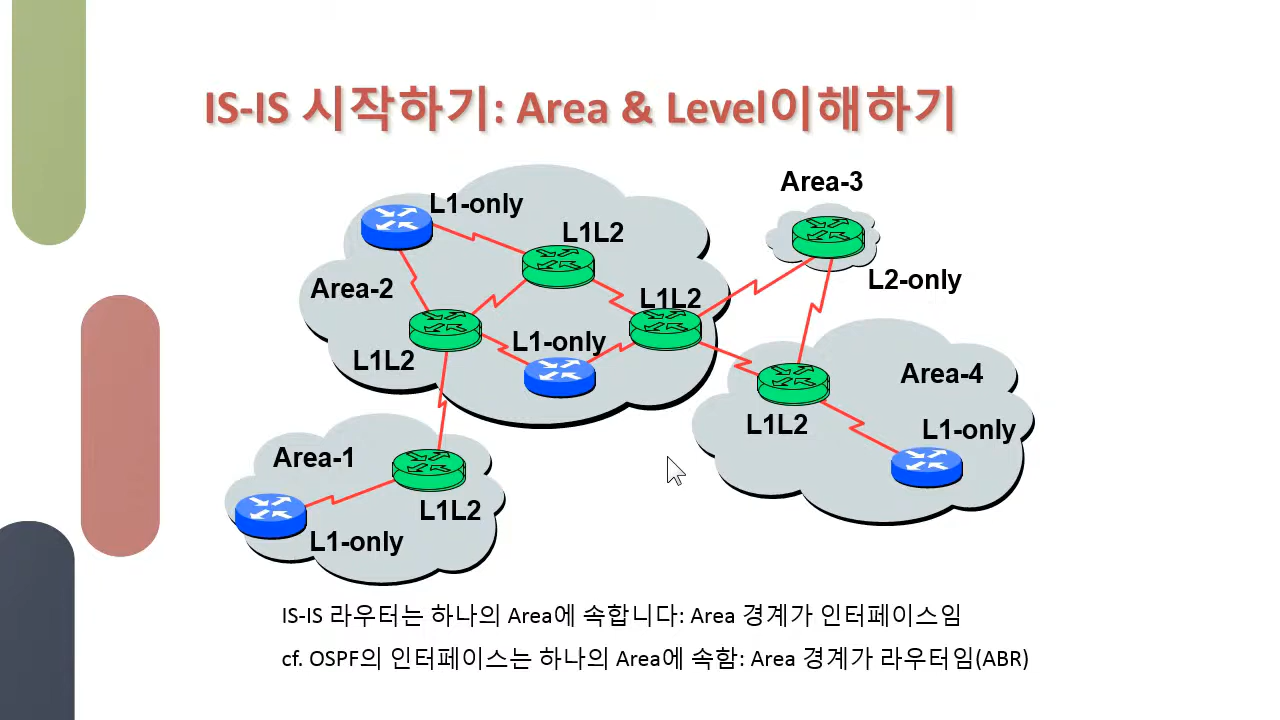 IS-IS 시작하기: Area & Level이해하기
Area-3
L1-only
L1L2
Area-2
L2-only
L1L2
L1-only
L1L2
Area-4
L1L2
L1-only
Area-1
L1L2
L1-only
IS-IS 라우터는 하나의 Area에 속합니다: Area 경계가 인터페이스임
cf. OSPF의 인터페이스는 하나의 Area에 속함: Area 경계가 라우터임(ABR)